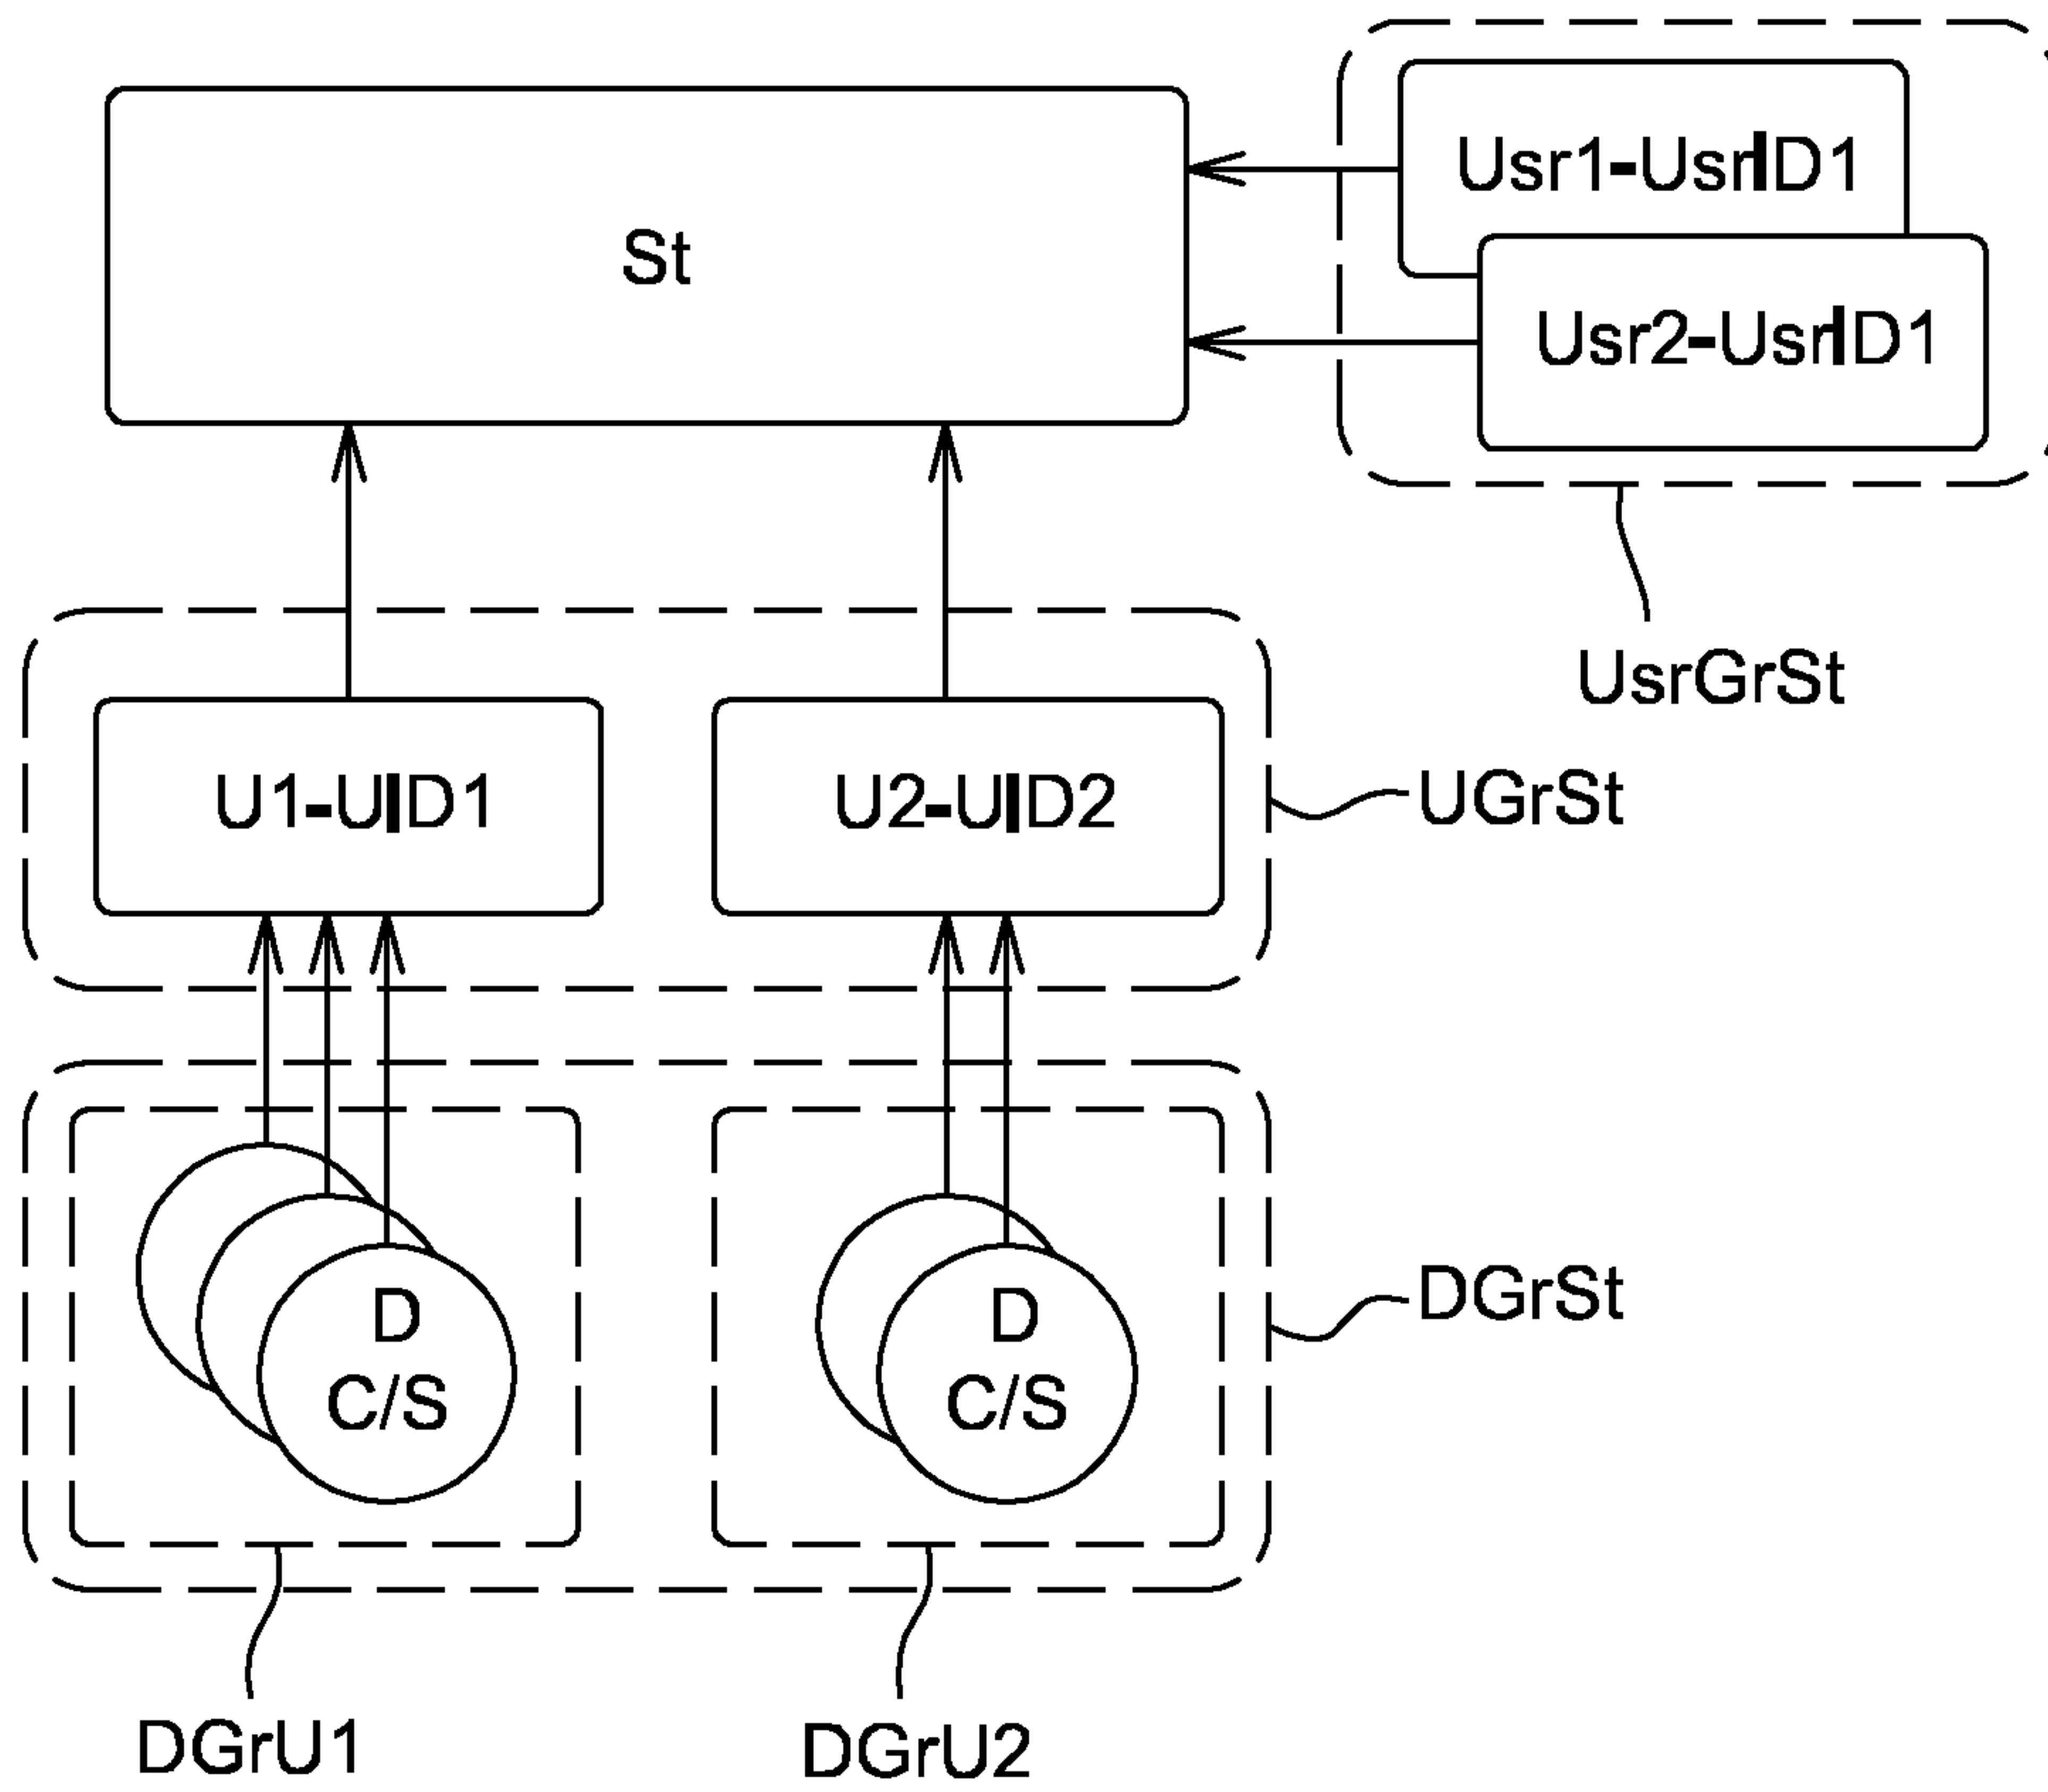 Usr1-UsrID1
St
Usr2-UsrID1
UsrGrSt
U1-UID1
U2-UID2
UGrSt
D
C/S
D
C/S
DGrSt
DGrU1
DGrU2